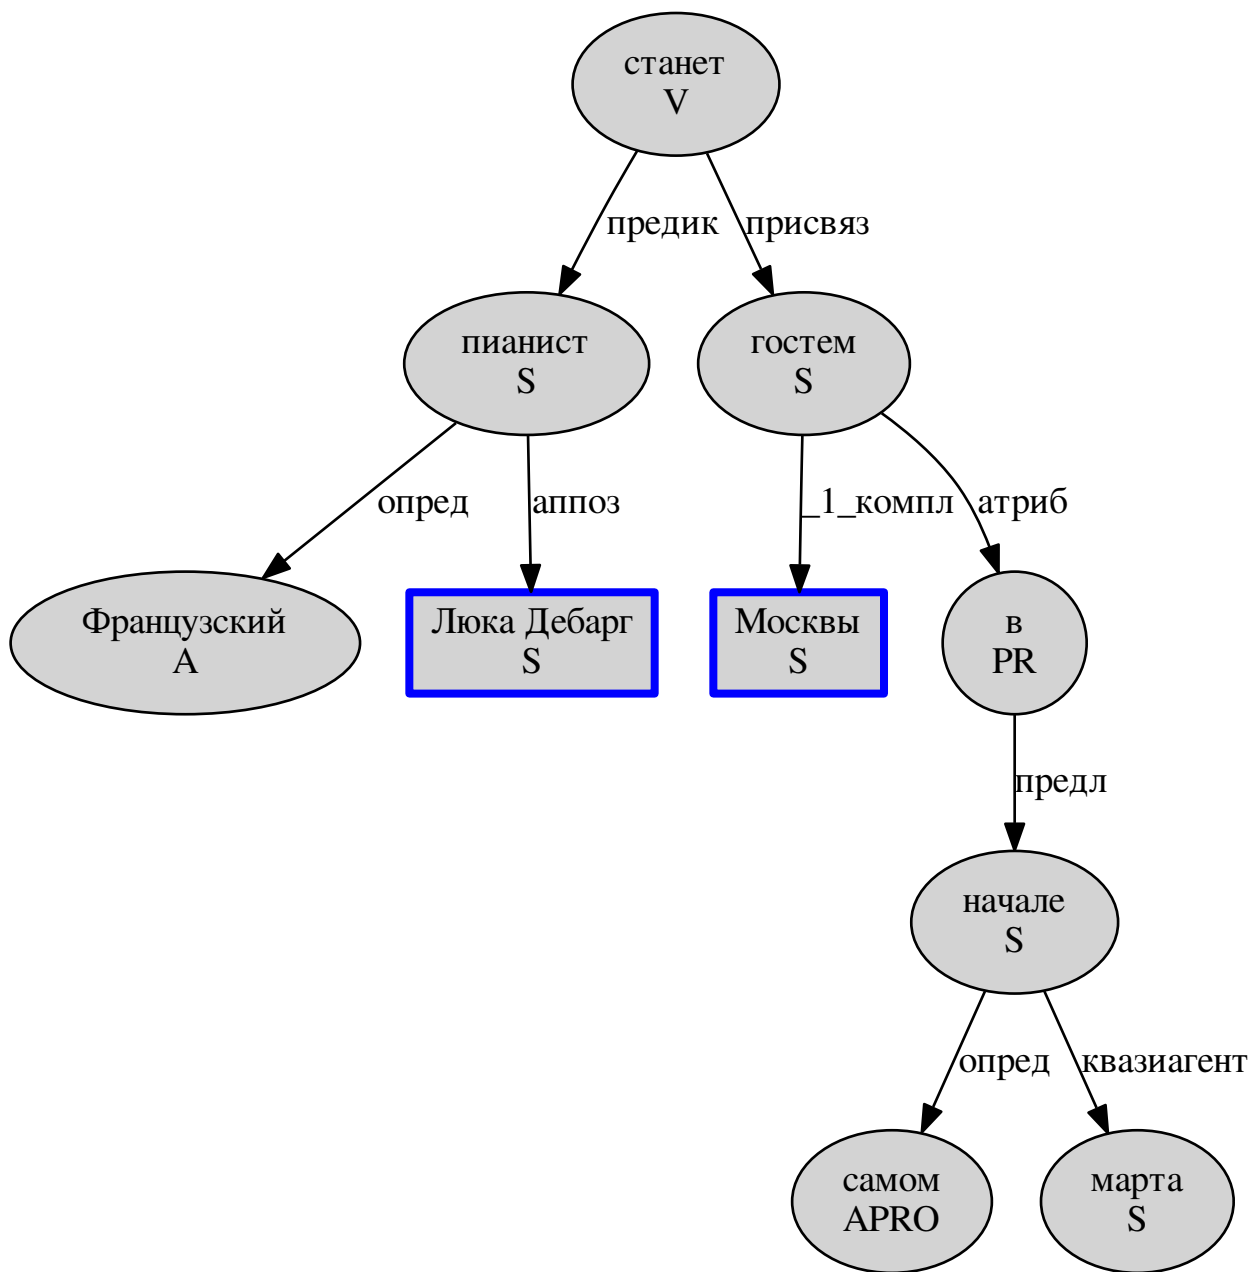 станет
V
предик
присвяз
пианист
S
гостем
S
опред
аппоз
_1_компл
атриб
Французский
A
Люка Дебарг
S
Москвы
S
в
PR
предл
начале
S
опред
квазиагент
самом
APRO
марта
S